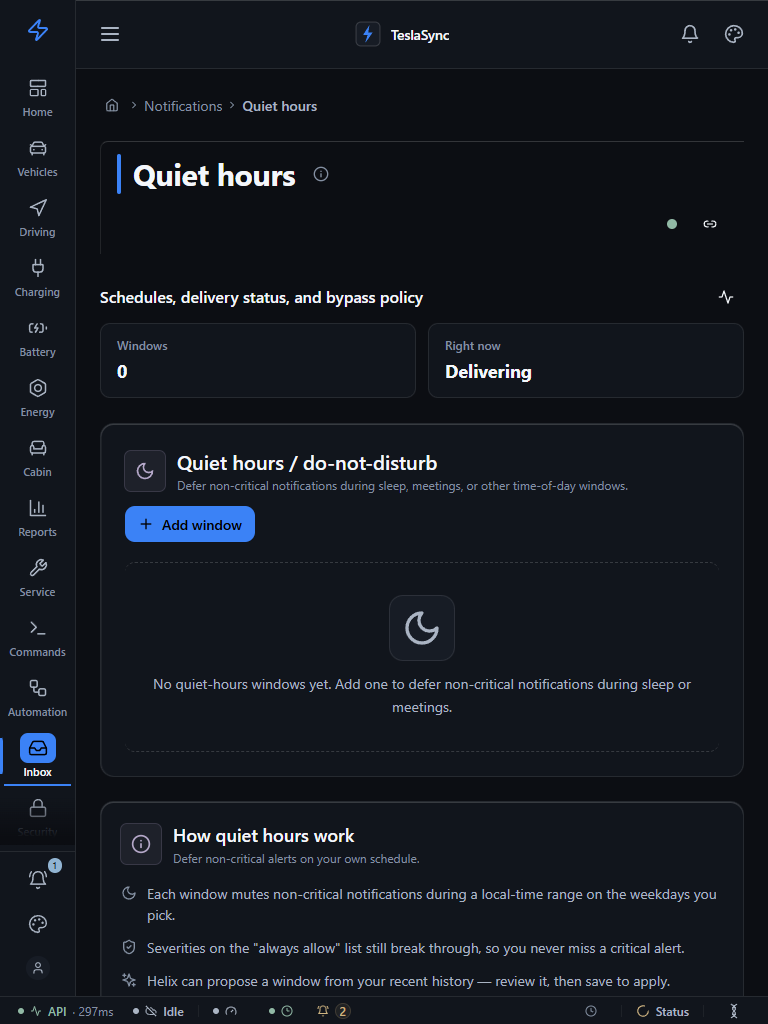 TeslaSync
Home
Vehicles
Driving
Charging
Battery
Energy
Cabin
Reports
Service
Commands
Automation
Inbox
Security
1
Notifications
Quiet hours
Quiet hours
Schedules, delivery status, and bypass policy
Windows
0
Right now
Delivering
Quiet hours / do-not-disturb
Defer non-critical notifications during sleep, meetings, or other time-of-day windows.
Add window
No quiet-hours windows yet. Add one to defer non-critical notifications during sleep or
meetings.
How quiet hours work
Defer non-critical alerts on your own schedule.
Each window mutes non-critical notifications during a local-time range on the weekdays you
pick.
Severities on the "always allow" list still break through, so you never miss a critical alert.
Helix can propose a window from your recent history — review it, then save to apply.
API · 297ms
Idle
2
Status